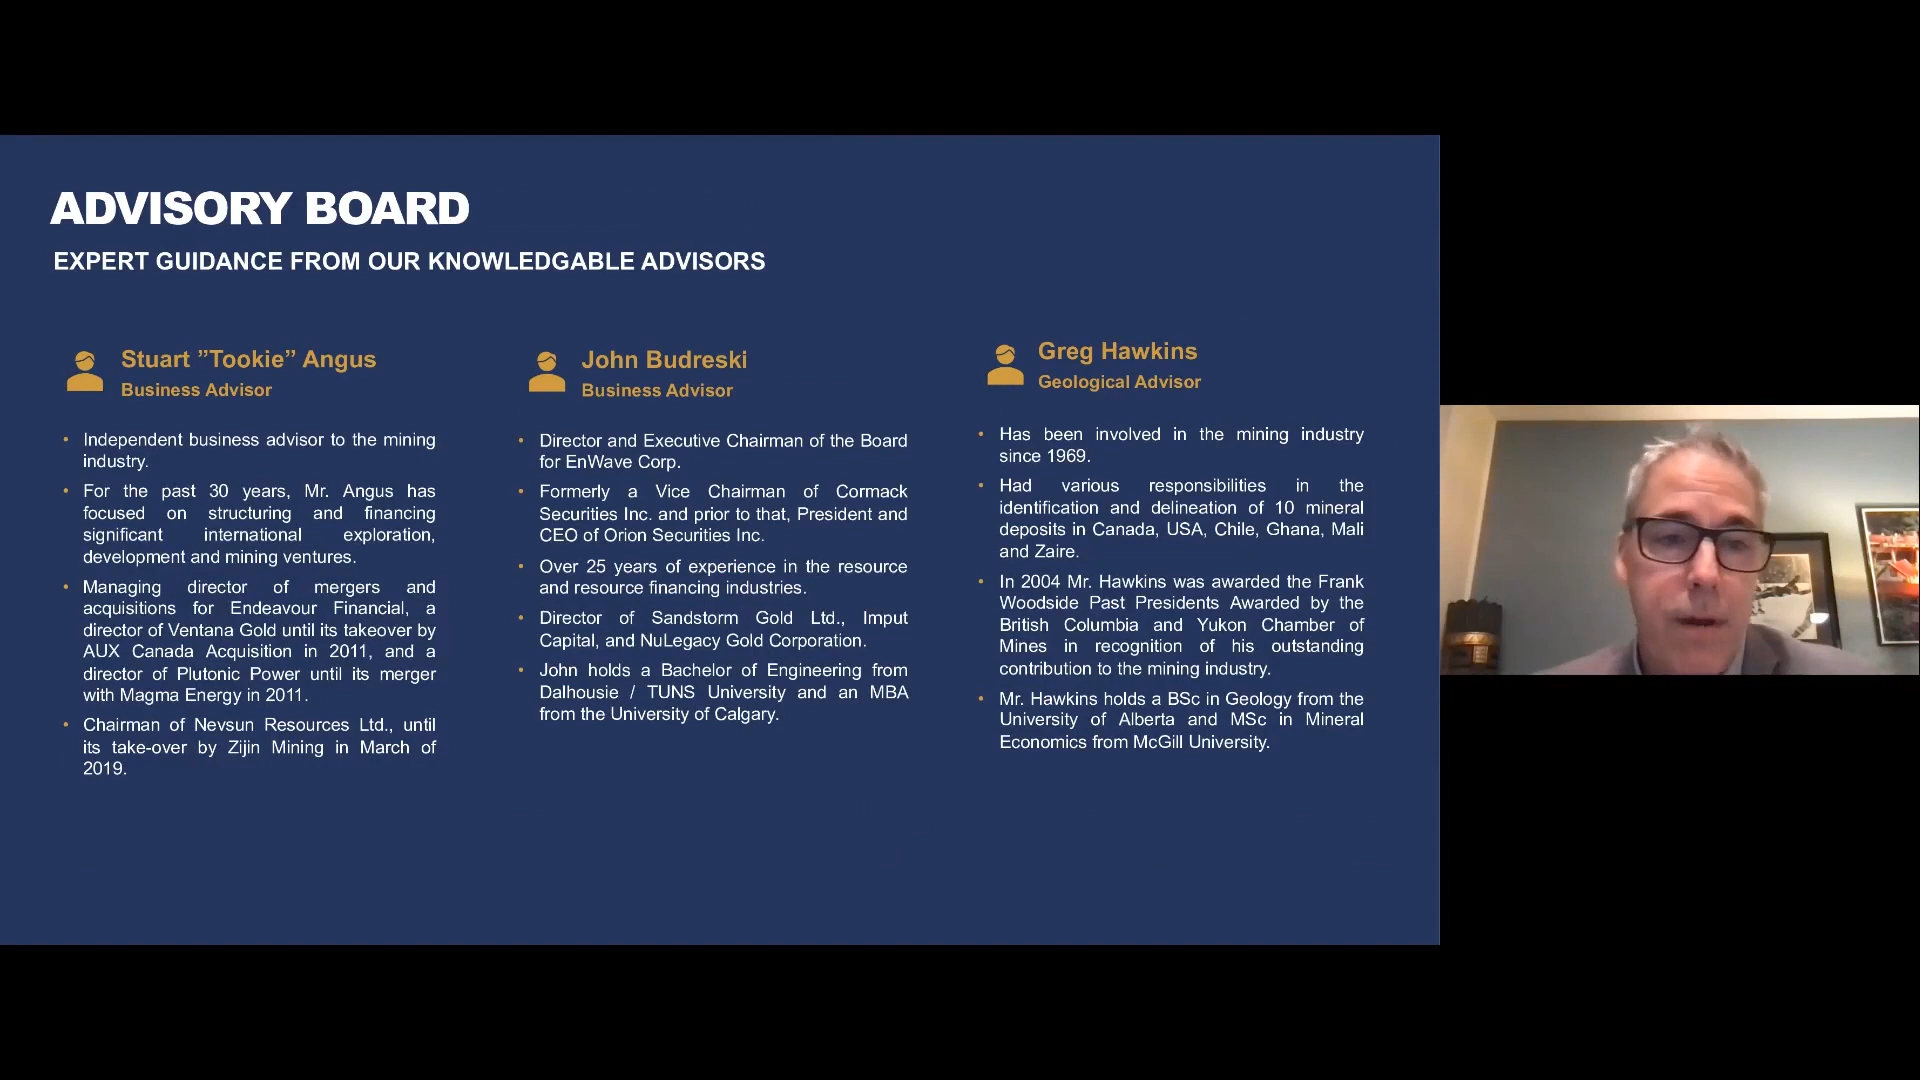 ADVISORY BOARD
EXPERT GUIDANCE FROM OUR KNOWLEDGABLE ADVISORS
Stuart ”Tookie” Angus
Business Advisor
• Independent business advisor to the mining
industry.
• For the past 30 years, Mr. Angus has
focused on structuring and financing
significant international exploration,
development and mining ventures.
• Managing director of mergers and
acquisitions for Endeavour Financial, a
director of Ventana Gold until its takeover by
AUX Canada Acquisition in 2011, and a
director of Plutonic Power until its merger
with Magma Energy in 2011.
• Chairman of Nevsun Resources Ltd., until
its take-over by Zijin Mining in March of
2019.
John Budreski
Business Advisor
• Director and Executive Chairman of the Board
for EnWave Corp.
• Formerly a Vice Chairman of Cormack
Securities Inc. and prior to that, President and
CEO of Orion Securities Inc.
• Over 25 years of experience in the resource
and resource financing industries.
• Director of Sandstorm Gold Ltd., Imput
Capital, and NuLegacy Gold Corporation.
• John holds a Bachelor of Engineering from
Dalhousie / TUNS University and an MBA
from the University of Calgary.
Greg Hawkins
Geological Advisor
• Has been involved in the mining industry
since 1969.
• Had various responsibilities in the
identification and delineation of 10 mineral
deposits in Canada, USA, Chile, Ghana, Mali
and Zaire.
• In 2004 Mr. Hawkins was awarded the Frank
Woodside Past Presidents Awarded by the
British Columbia and Yukon Chamber of
Mines in recognition of his outstanding
contribution to the mining industry.
• Mr. Hawkins holds a BSc in Geology from the
University of Alberta and MSc in Mineral
Economics from McGill University.